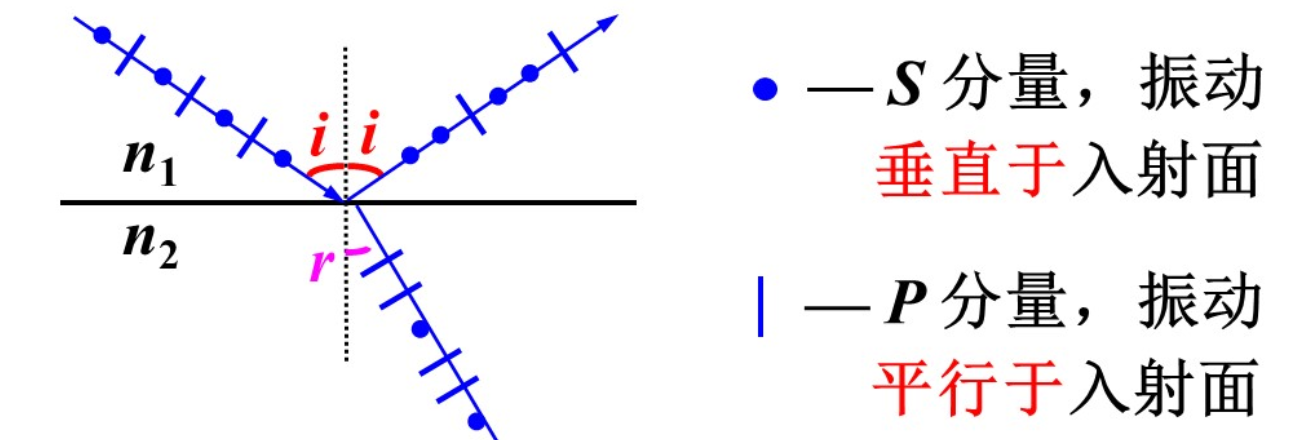 i i
n₁
n₂
r
— S 分量，振动
垂直于入射面
— P 分量，振动
平行于入射面